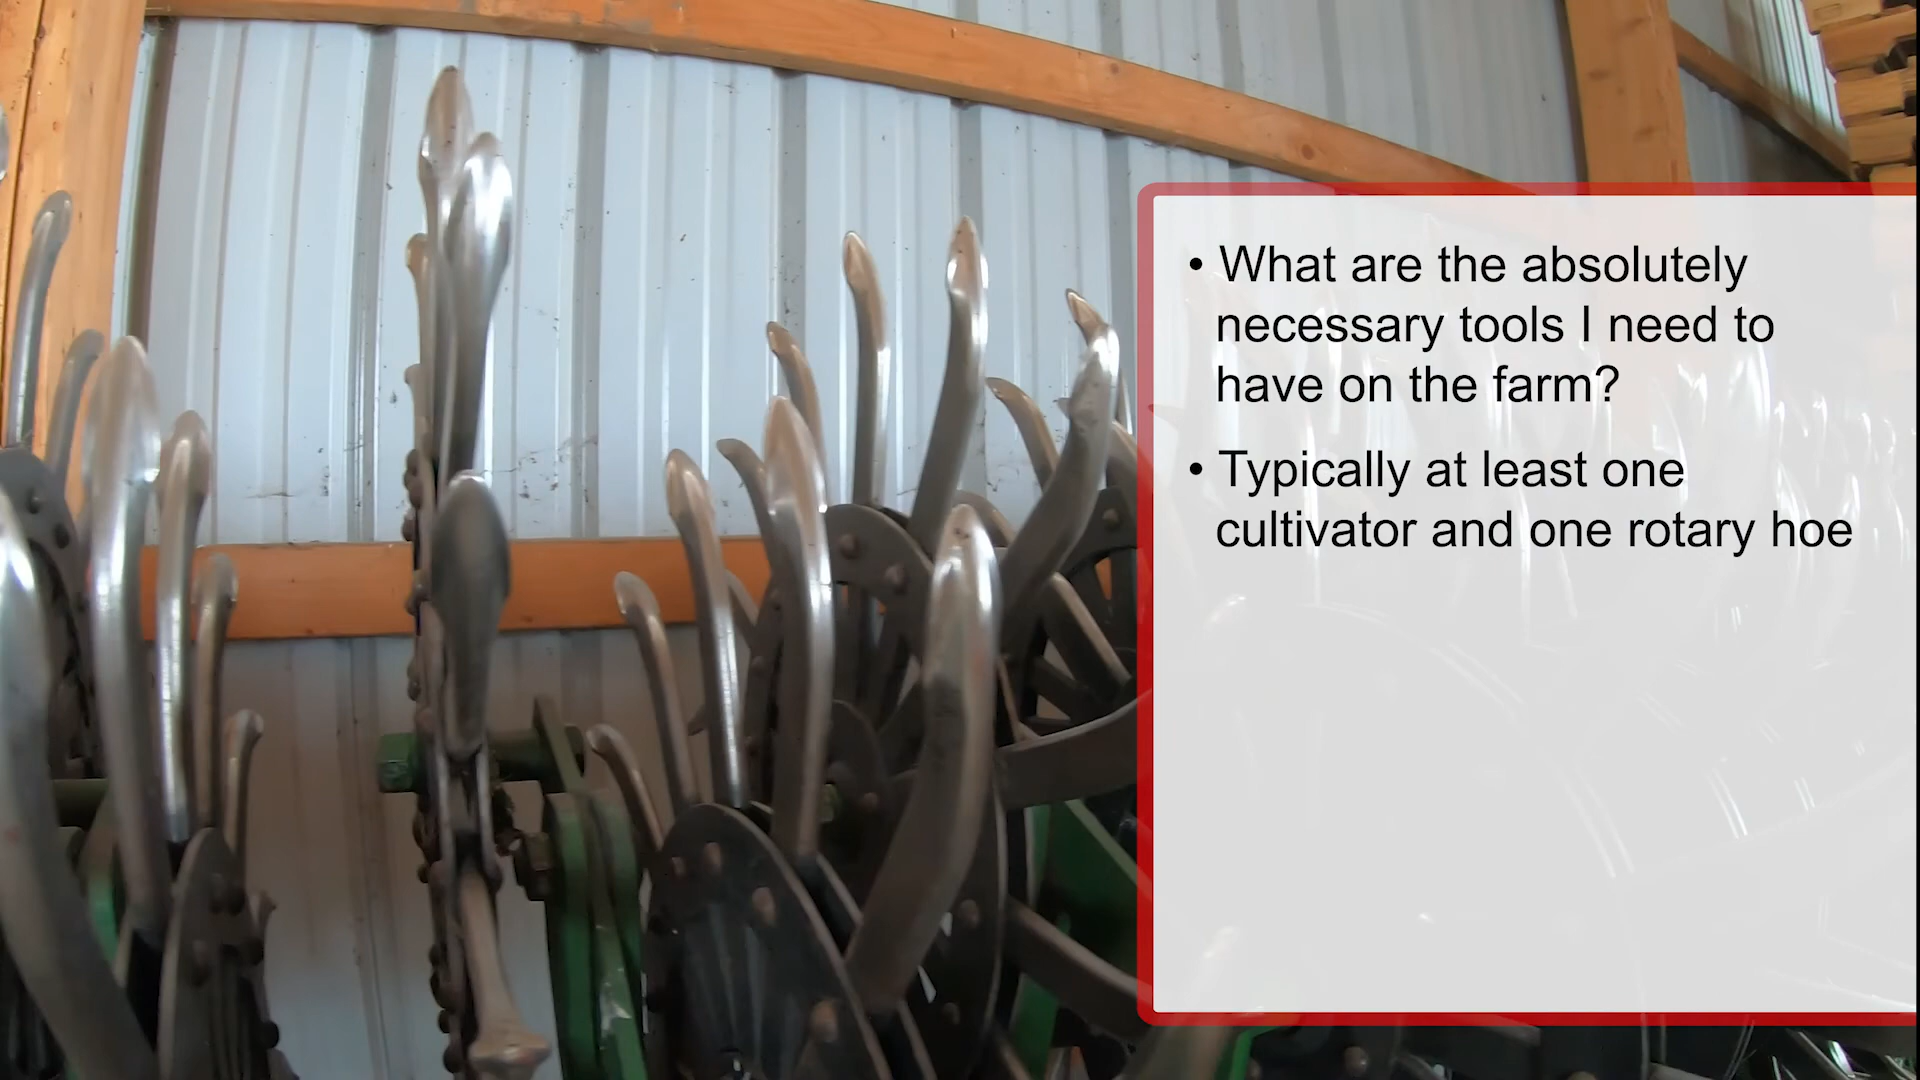 • What are the absolutely
necessary tools I need to
have on the farm?
• Typically at least one
cultivator and one rotary hoe